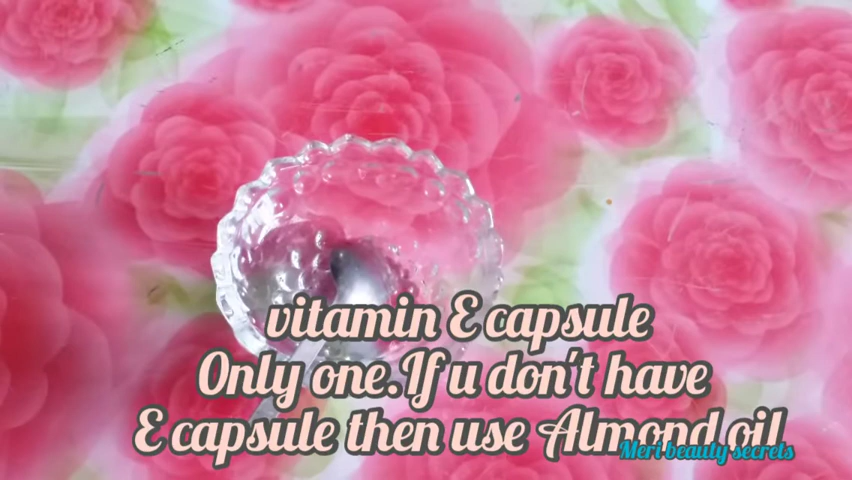 vitamin E capsule
Only one.If u don't have
E capsule then use Almond oil
Meri beauty secrets